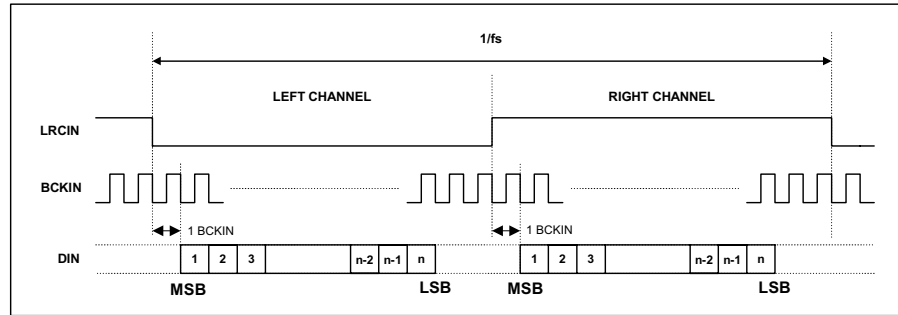 1/fs
LEFT CHANNEL RIGHT CHANNEL
LRCIN
BCKIN
1 BCKIN 1 BCKIN
DIN 1 2 3 n-2 n-1 n 1 2 3 n-2 n-1 n
MSB LSB MSB LSB